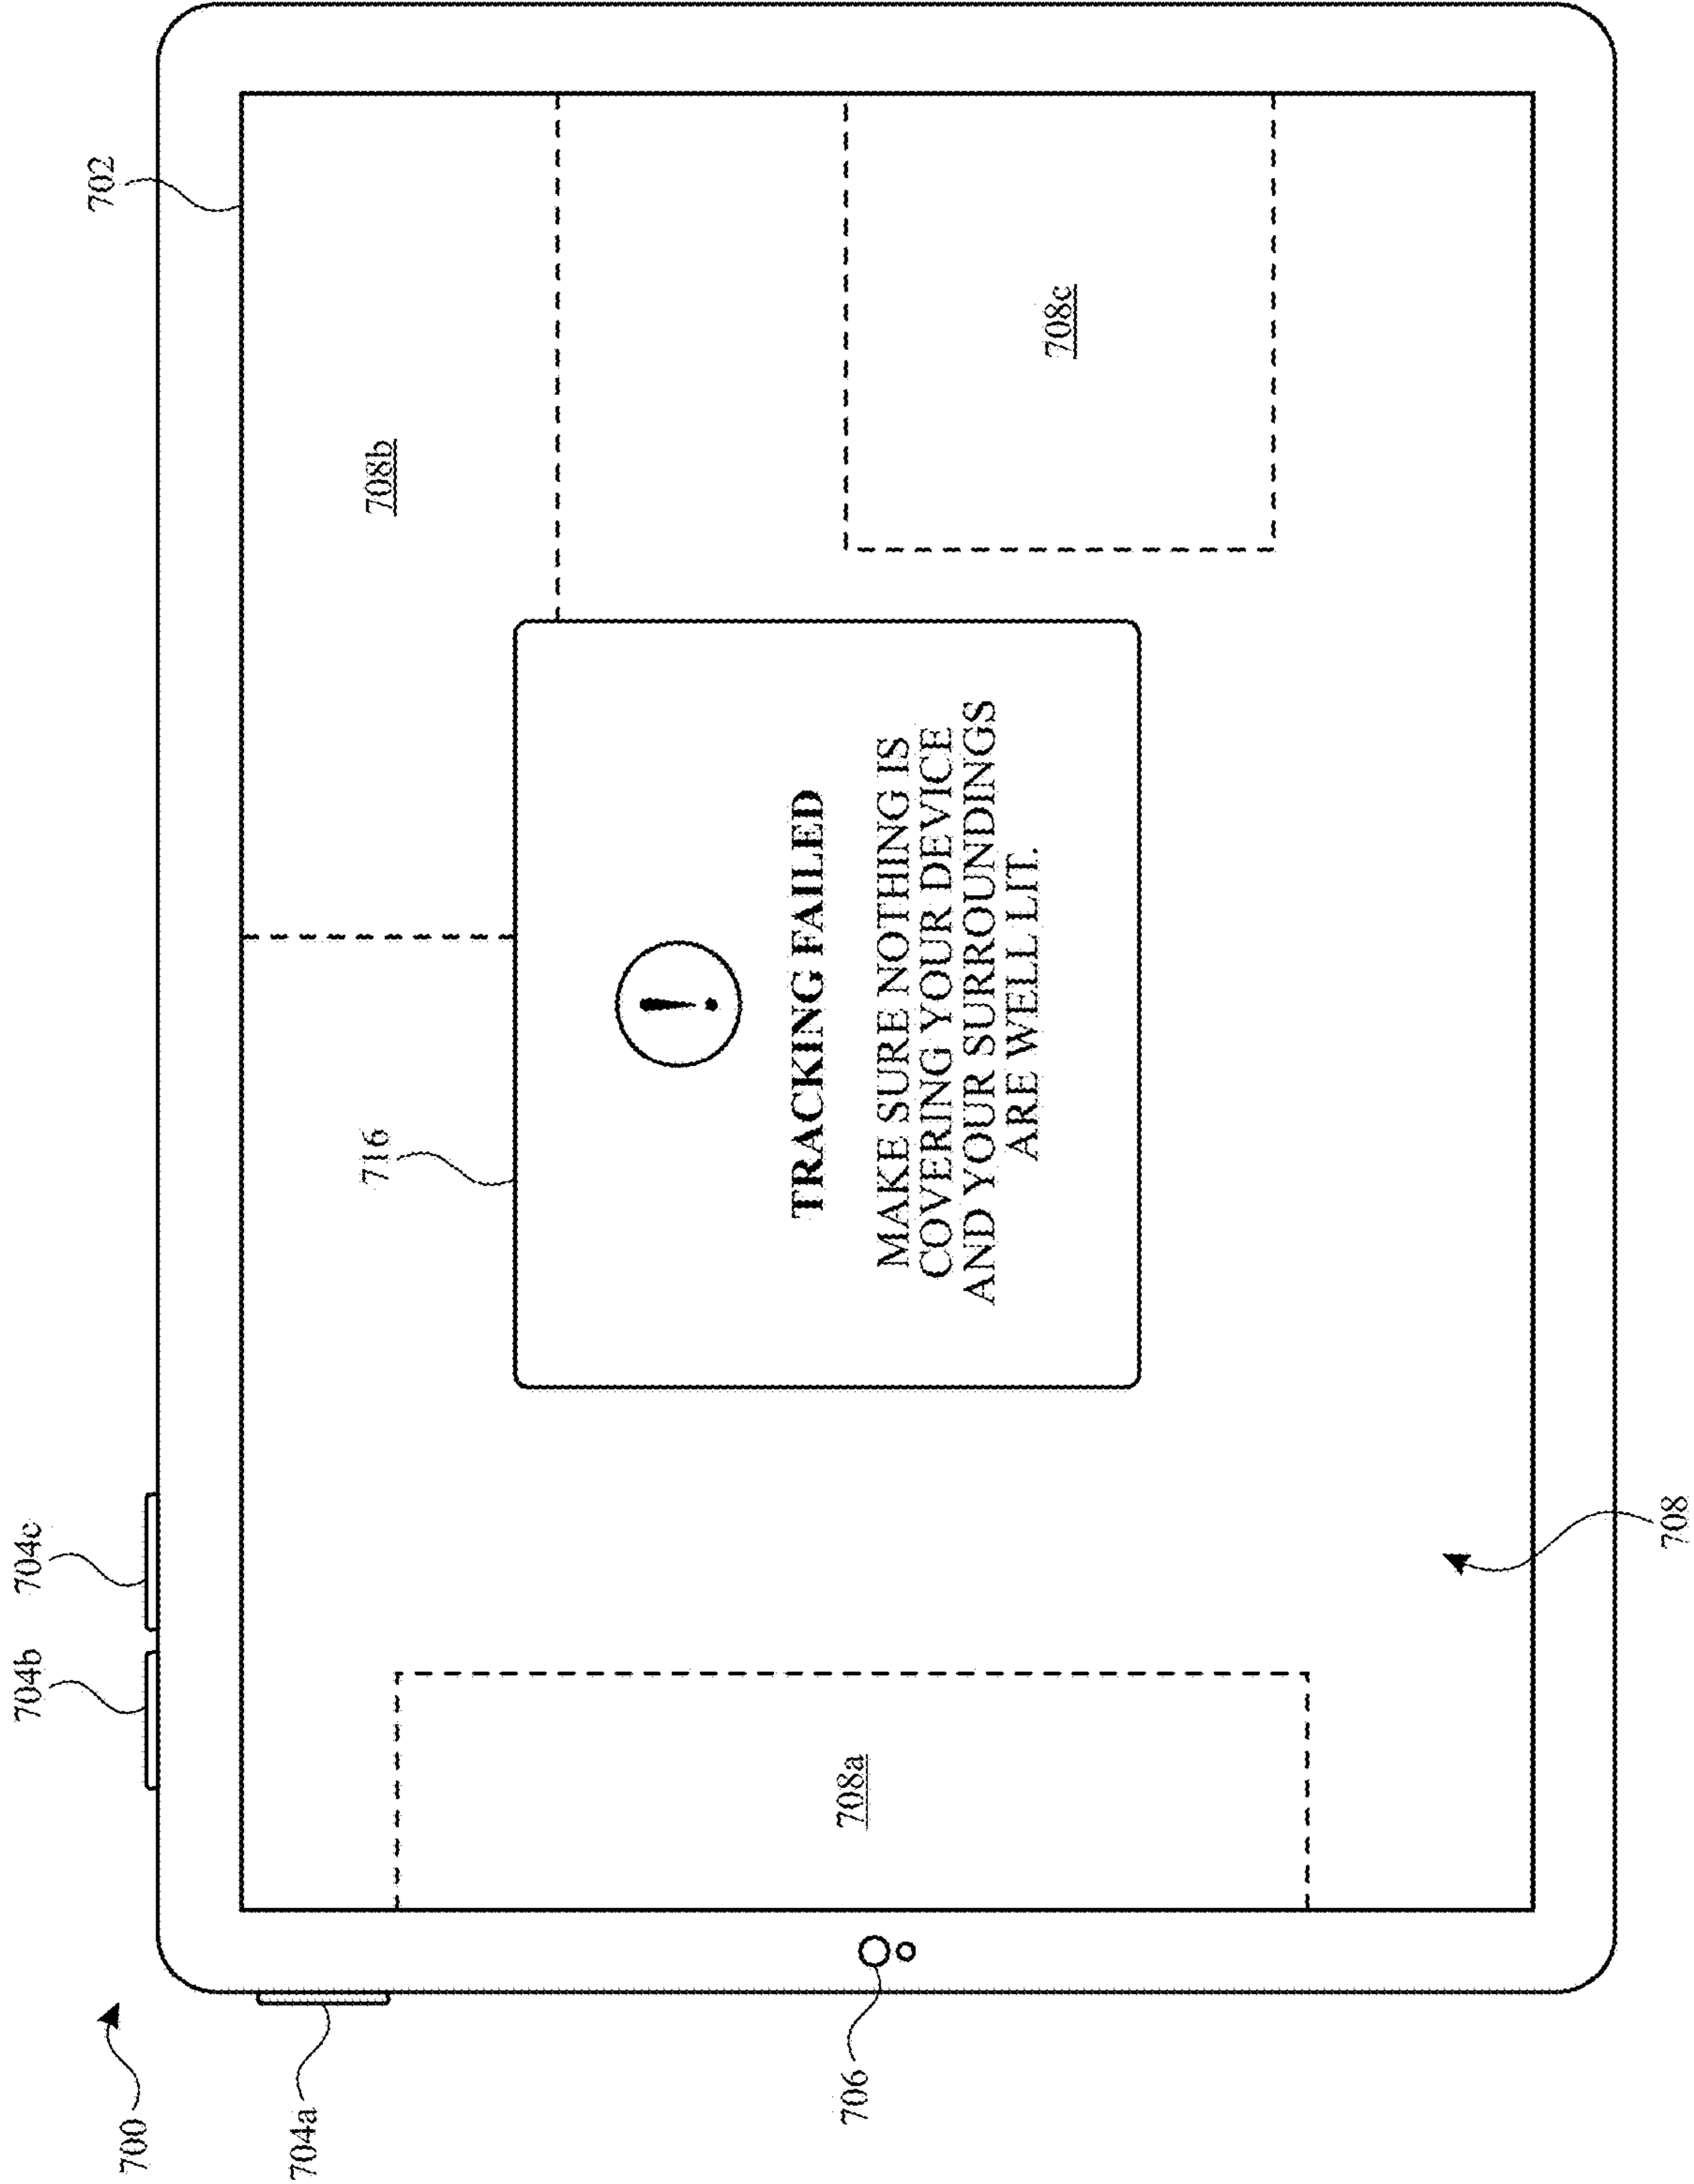 704b
704c
702
700
704a
716
708b
TRACKING FAILED
MAKE SURE NOTHING IS
COVERING YOUR DEVICE
AND YOUR SURROUNDINGS
ARE WELL LIT.
706
708a
708c
708